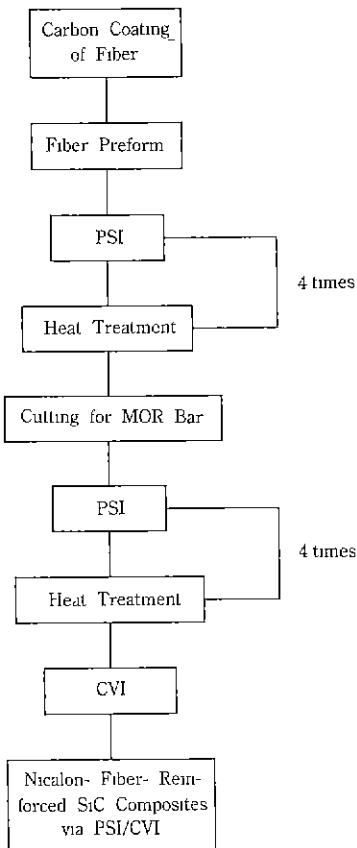 Carbon Coating
of Fiber
Fiber Preform
PSI
4 times
Heat Treatment
Cutting for MOR Bar
PSI
4 times
Heat Treatment
CVI
Nicalon- Fiber- Rein-
forced SiC Composites
via PSI/CVI